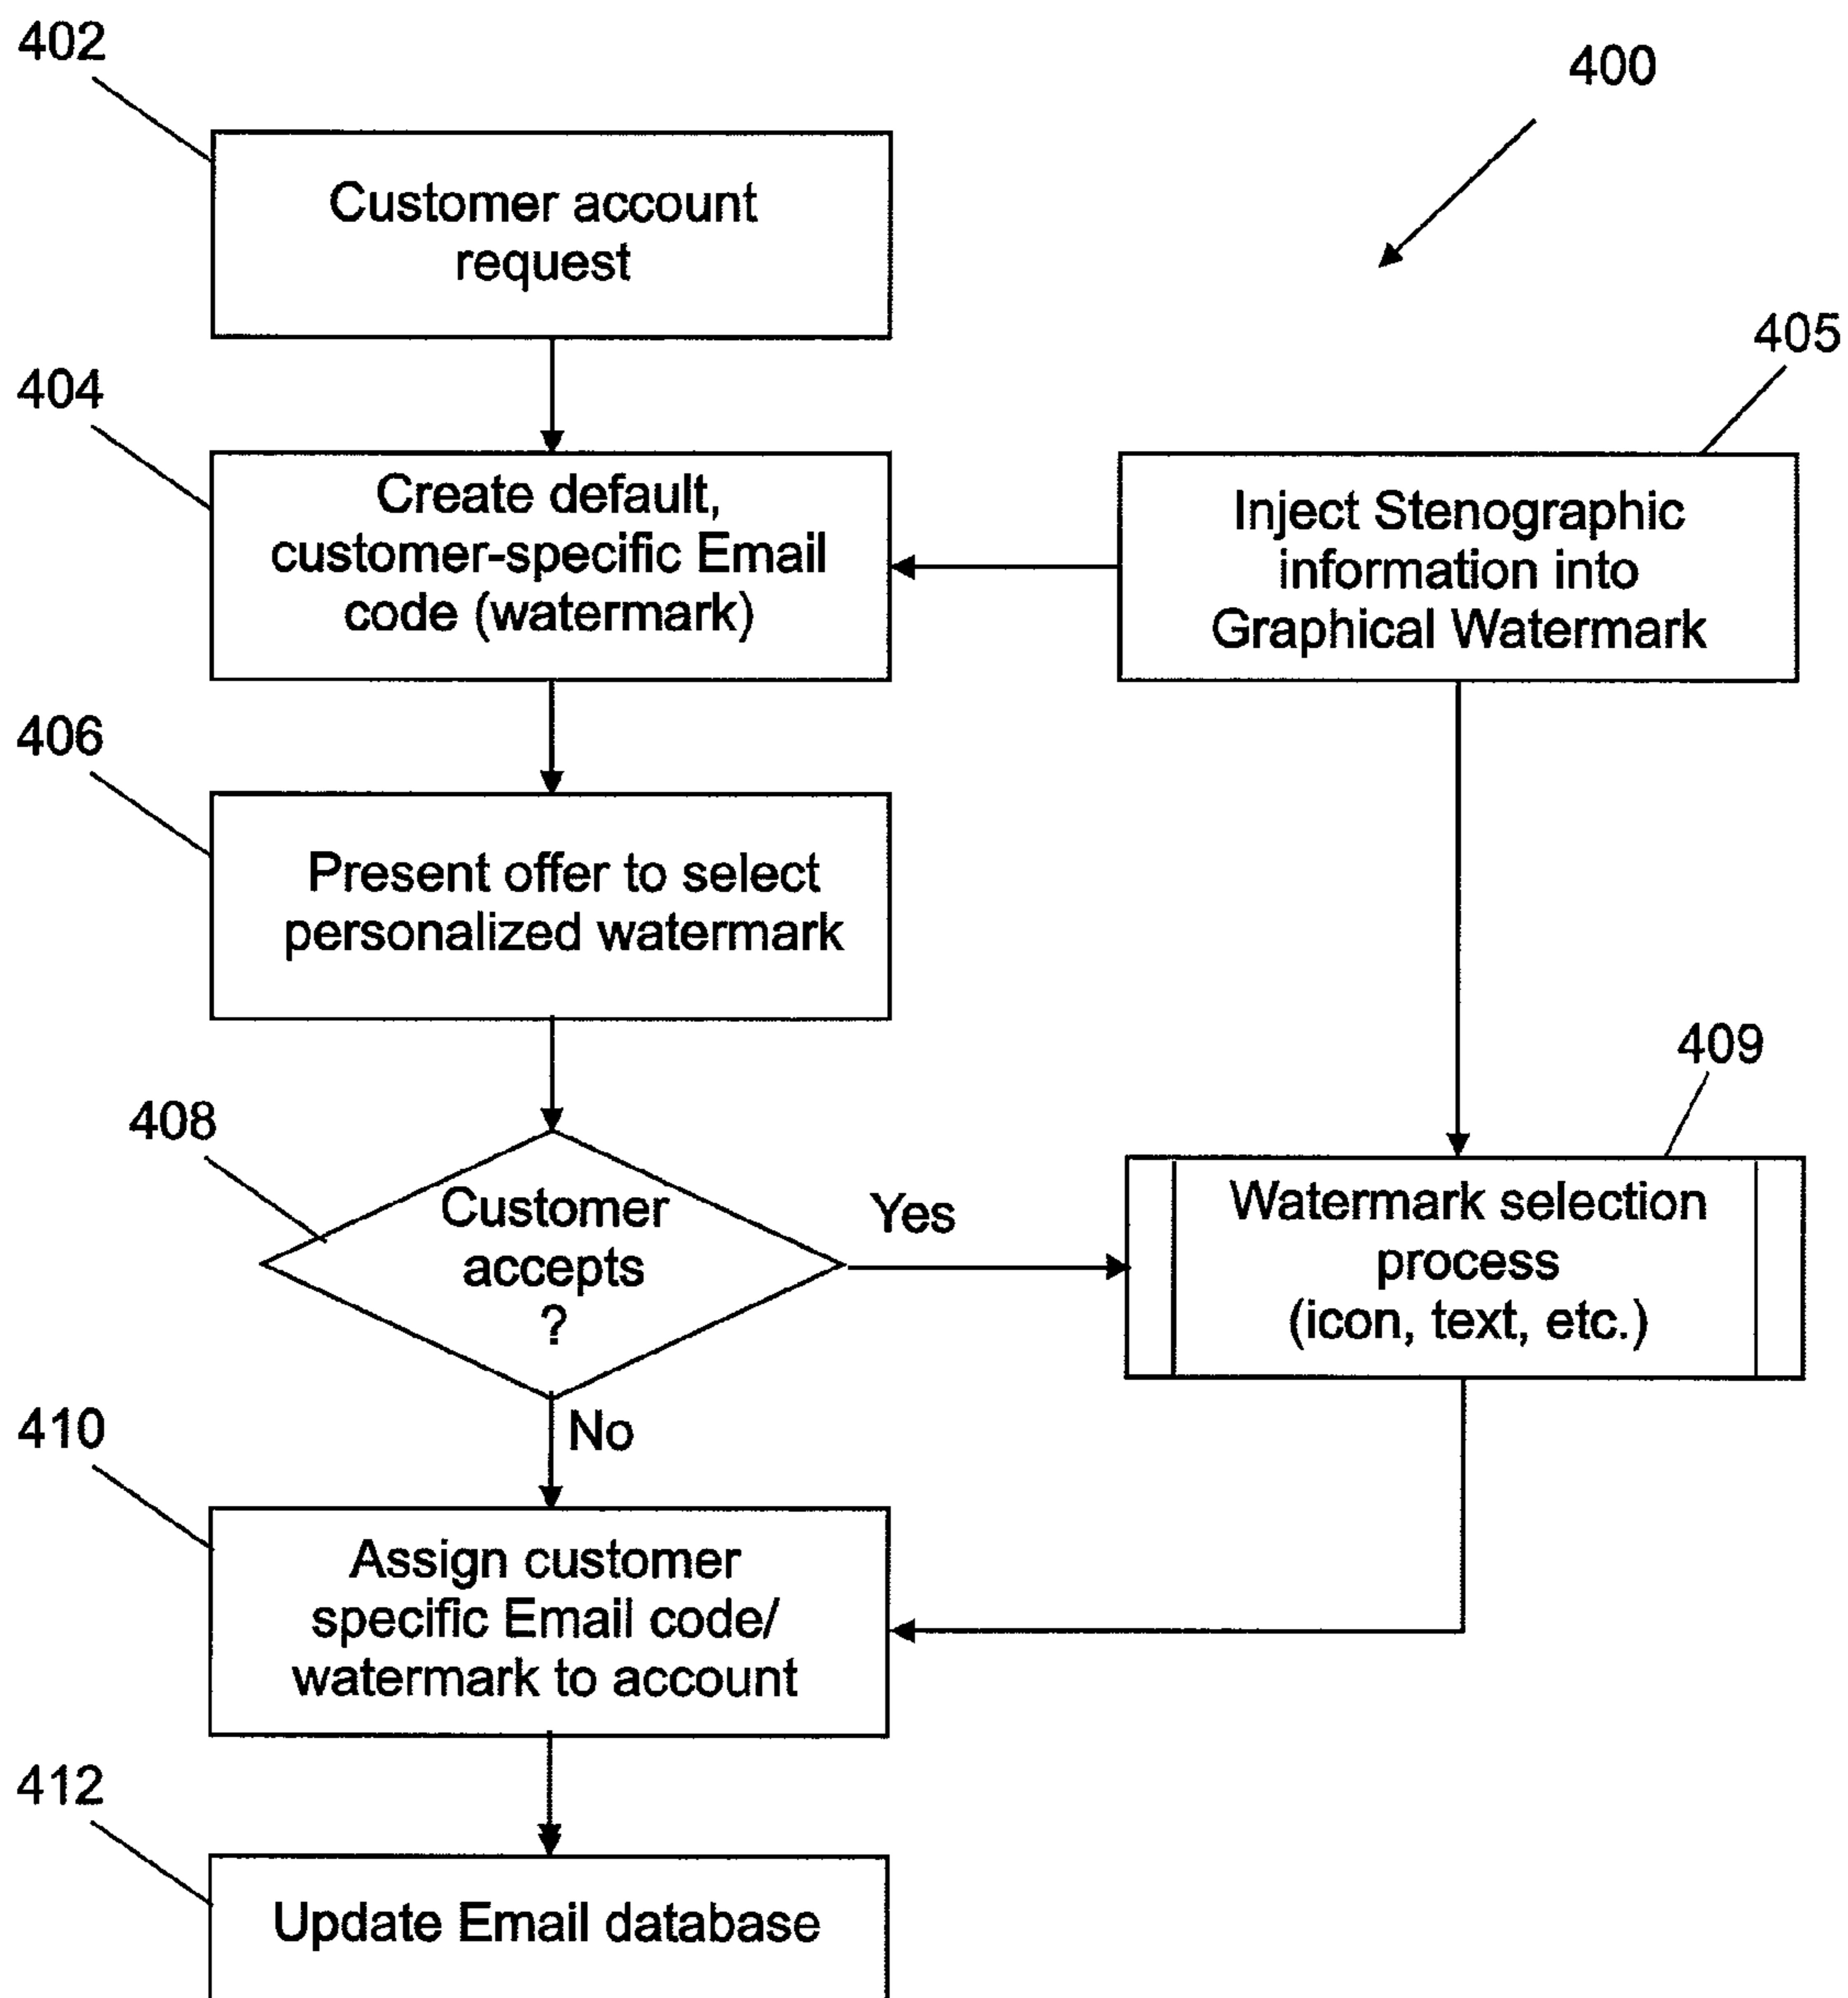 402
400
Customer account
request
405
404
Create default,
customer-specific Email
code (watermark)
Inject Stenographic
information into
Graphical Watermark
406
Present offer to select
personalized watermark
409
408
Customer
accepts
?
Yes
Watermark selection
process
(icon, text, etc.)
No
410
Assign customer
specific Email code/
watermark to account
412
Update Email database